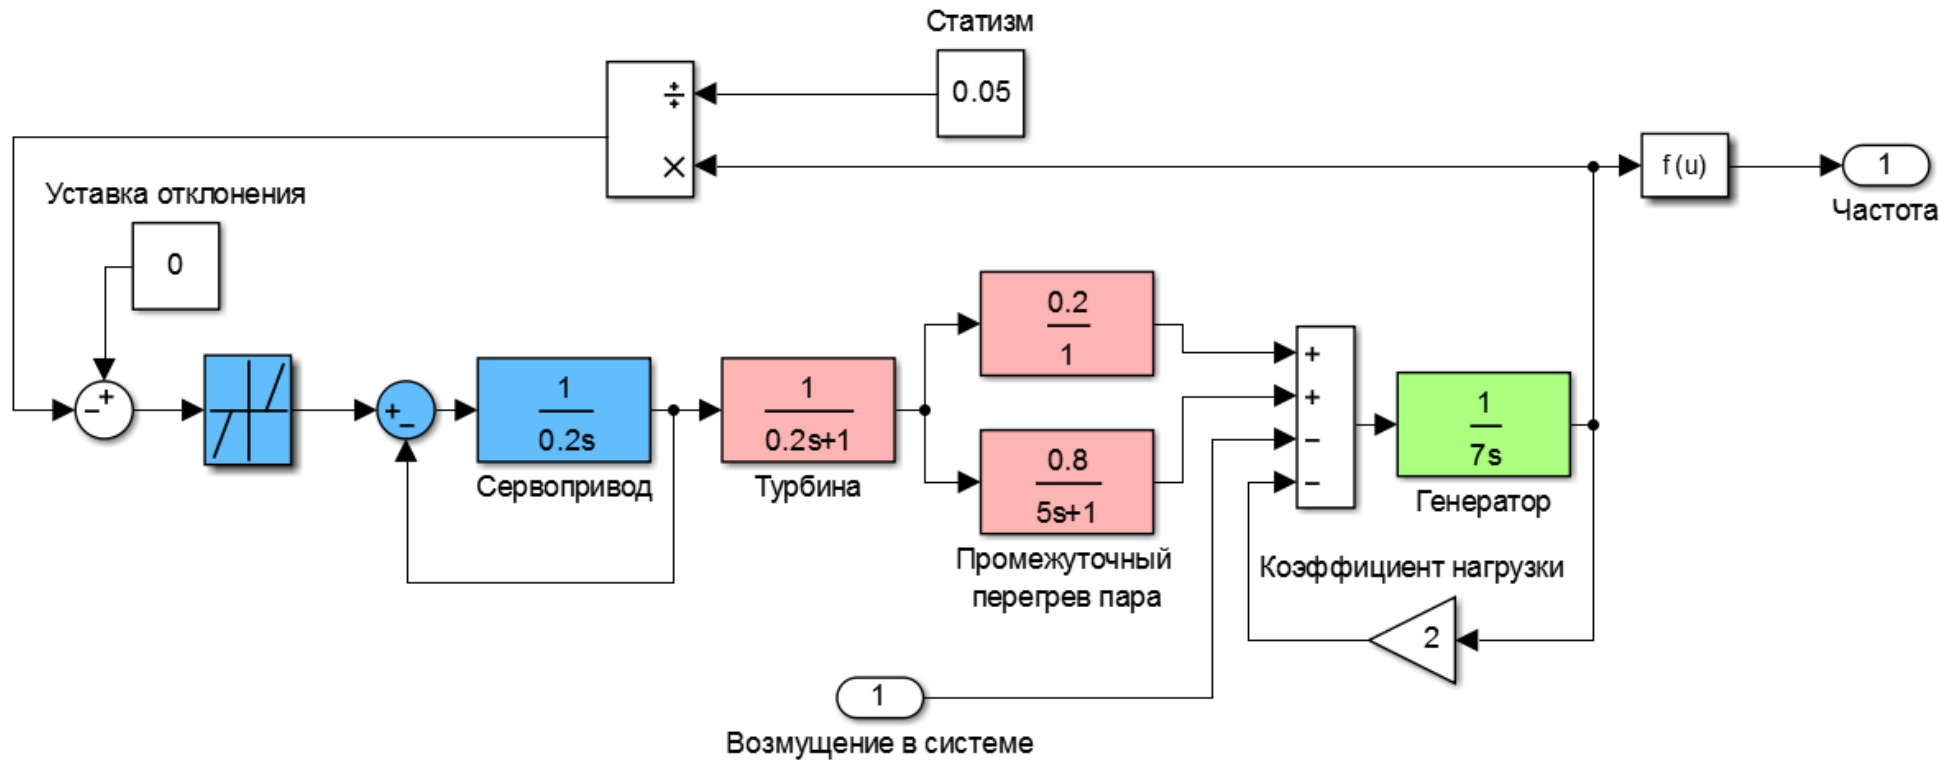 Статизм
0.05
÷
×
f(u)
1
Частота
Уставка отклонения
0
−
+
+
−
1
0.2s
Сервопривод
1
0.2s+1
Турбина
0.2
1
0.8
5s+1
Промежуточный
перегрев пара
+
+
−
−
1
7s
Генератор
Коэффициент нагрузки
2
1
Возмущение в системе